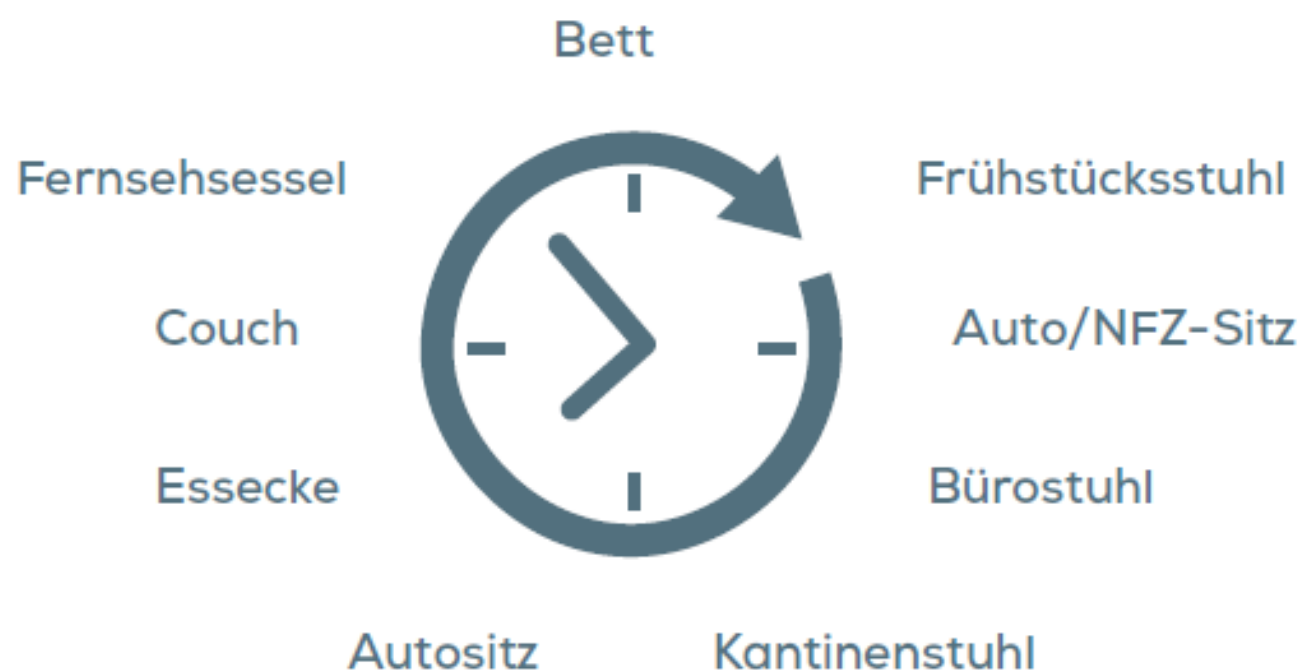 Bett
Fernsehsessel
Frühstücksstuhl
Couch
Auto/NFZ-Sitz
Essecke
Bürostuhl
Autositz
Kantinenstuhl